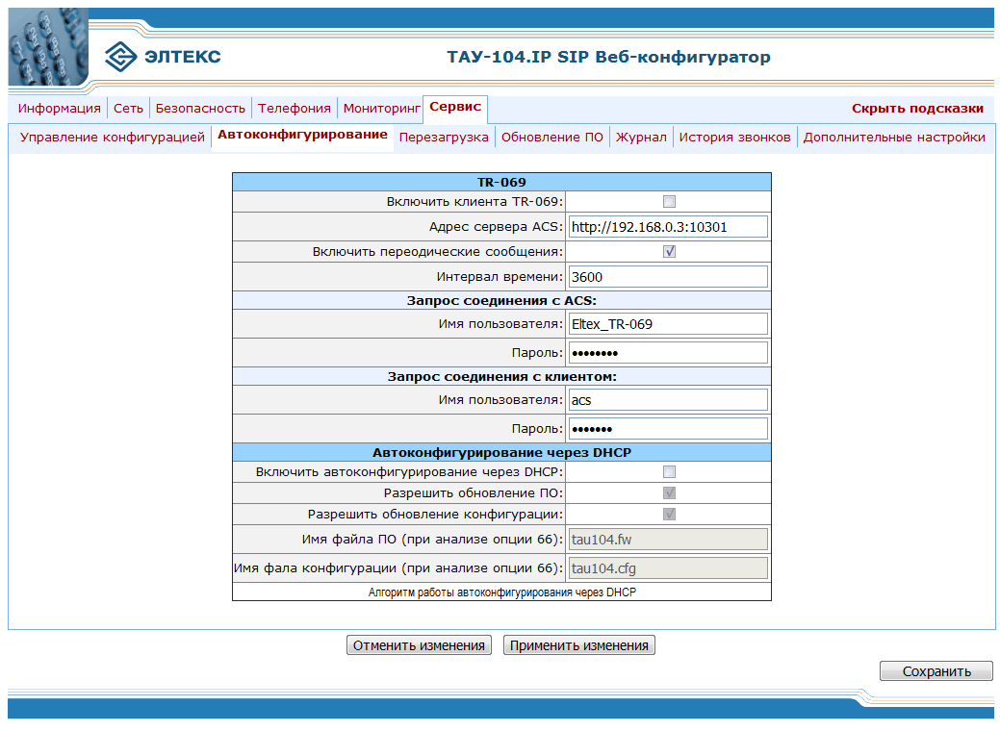 ЭЛТЕКС
ТАУ-104.IP SIP Веб-конфигуратор
Информация Сеть Безопасность Телефония Мониторинг Сервис Скрыть подсказки
Управление конфигурацией Автоконфигурирование Перезагрузка Обновление ПО Журнал История звонков Дополнительные настройки
TR-069
Включить клиента TR-069:
Адрес сервера ACS: http://192.168.0.3:10301
Включить переодические сообщения:
Интервал времени: 3600
Запрос соединения с ACS:
Имя пользователя: Eltex_TR-069
Пароль: ••••••••
Запрос соединения с клиентом:
Имя пользователя: acs
Пароль: •••••••
Автоконфигурирование через DHCP
Включить автоконфигурирование через DHCP:
Разрешить обновление ПО:
Разрешить обновление конфигурации:
Имя файла ПО (при анализе опции 66): tau104.fw
Имя фала конфигурации (при анализе опции 66): tau104.cfg
Алгоритм работы автоконфигурирования через DHCP
Отменить изменения Применить изменения
Сохранить